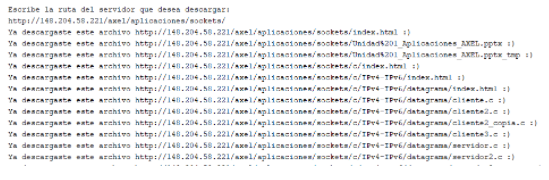 Escribe la ruta del servidor que desea descargar:
http://148.204.58.221/axel/aplicaciones/sockets/
Ya descargaste este archivo http://148.204.58.221/axel/aplicaciones/sockets/index.html :)
Ya descargaste este archivo http://148.204.58.221/axel/aplicaciones/sockets/Unidad%201_Aplicaciones_AXEL.pptx :)
Ya descargaste este archivo http://148.204.58.221/axel/aplicaciones/sockets/Unidad%201_Aplicaciones_AXEL.pptx_tmp :)
Ya descargaste este archivo http://148.204.58.221/axel/aplicaciones/sockets/c/index.html :)
Ya descargaste este archivo http://148.204.58.221/axel/aplicaciones/sockets/c/IPv4-IPv6/index.html :)
Ya descargaste este archivo http://148.204.58.221/axel/aplicaciones/sockets/c/IPv4-IPv6/datagrama/index.html :)
Ya descargaste este archivo http://148.204.58.221/axel/aplicaciones/sockets/c/IPv4-IPv6/datagrama/cliente.c :)
Ya descargaste este archivo http://148.204.58.221/axel/aplicaciones/sockets/c/IPv4-IPv6/datagrama/cliente2.c :)
Ya descargaste este archivo http://148.204.58.221/axel/aplicaciones/sockets/c/IPv4-IPv6/datagrama/cliente2_copia.c :)
Ya descargaste este archivo http://148.204.58.221/axel/aplicaciones/sockets/c/IPv4-IPv6/datagrama/cliente3.c :)
Ya descargaste este archivo http://148.204.58.221/axel/aplicaciones/sockets/c/IPv4-IPv6/datagrama/servidor.c :)
Ya descargaste este archivo http://148.204.58.221/axel/aplicaciones/sockets/c/IPv4-IPv6/datagrama/servidor2.c :)